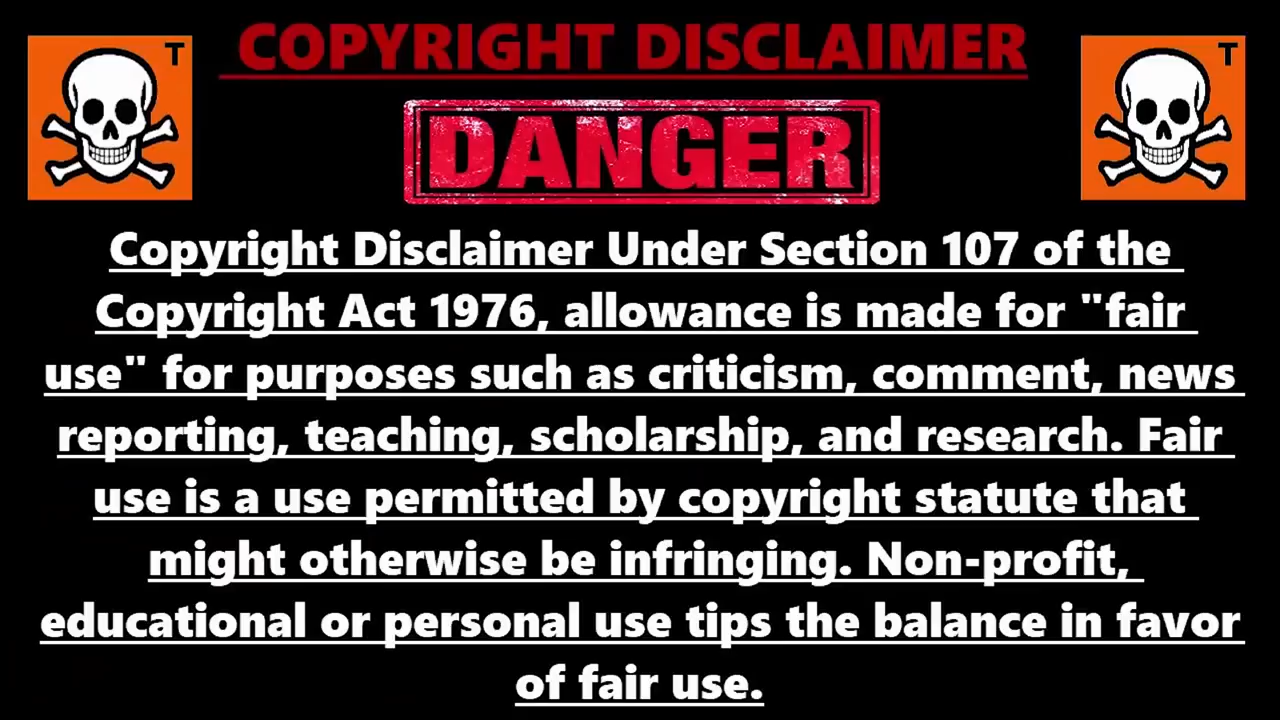 T COPYRIGHT DISCLAIMER T
DANGER
Copyright Disclaimer Under Section 107 of the
Copyright Act 1976, allowance is made for "fair
use" for purposes such as criticism, comment, news
reporting, teaching, scholarship, and research. Fair
use is a use permitted by copyright statute that
might otherwise be infringing. Non-profit,
educational or personal use tips the balance in favor
of fair use.